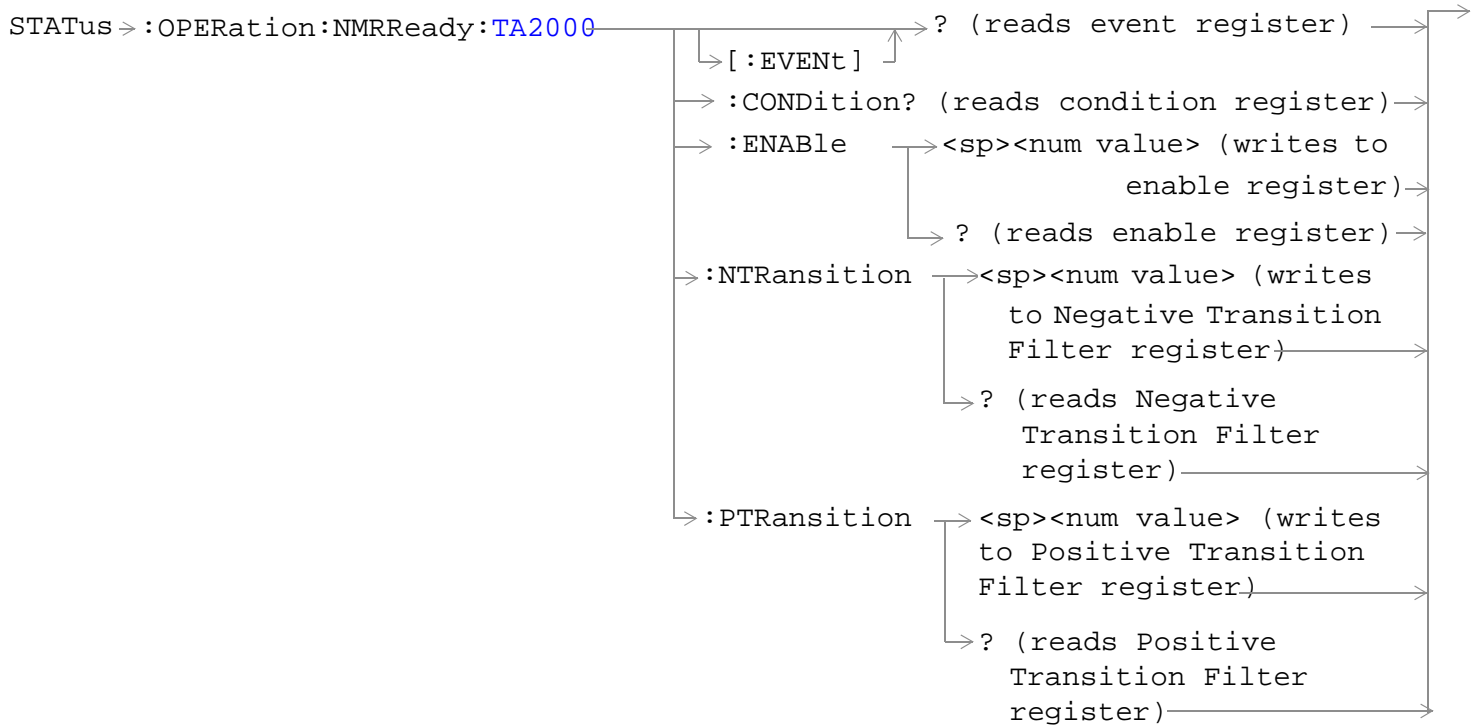 STATus :OPERation:NMRReady:TA2000 ? (reads event register)
[:EVENt]
:CONDition? (reads condition register)
:ENABle <sp><num value> (writes to
enable register)
? (reads enable register)
:NTRansition <sp><num value> (writes
to Negative Transition
Filter register)
? (reads Negative
Transition Filter
register)
:PTRansition <sp><num value> (writes
to Positive Transition
Filter register)
? (reads Positive
Transition Filter
register)